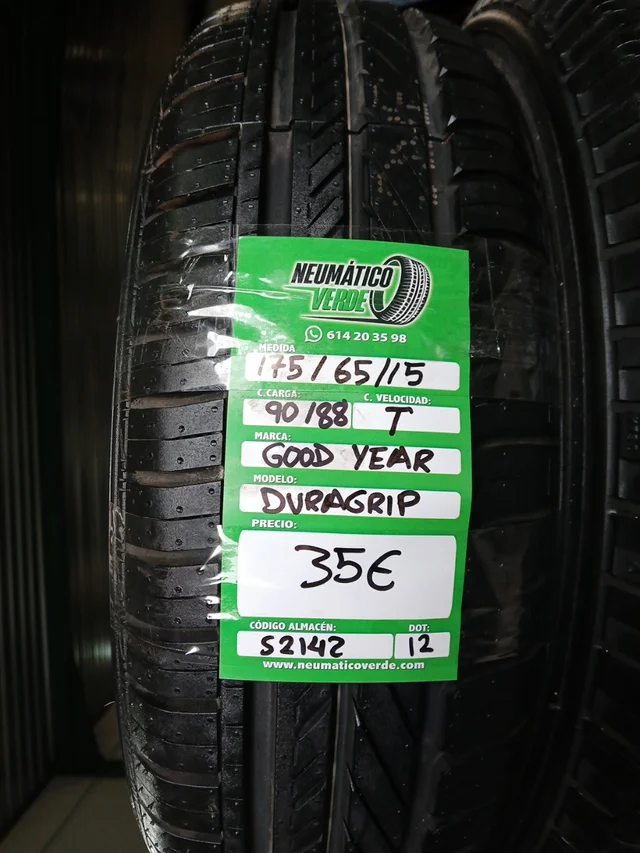 NEUMÁTICO
VERDE
614 20 35 98
MEDIDA
175/65/15
C.CARGA: C. VELOCIDAD:
90/88 T
MARCA:
GOOD YEAR
MODELO:
DURAGRIP
PRECIO:
35€
CÓDIGO ALMACÉN: DOT:
S2142 12
www.neumaticoverde.com